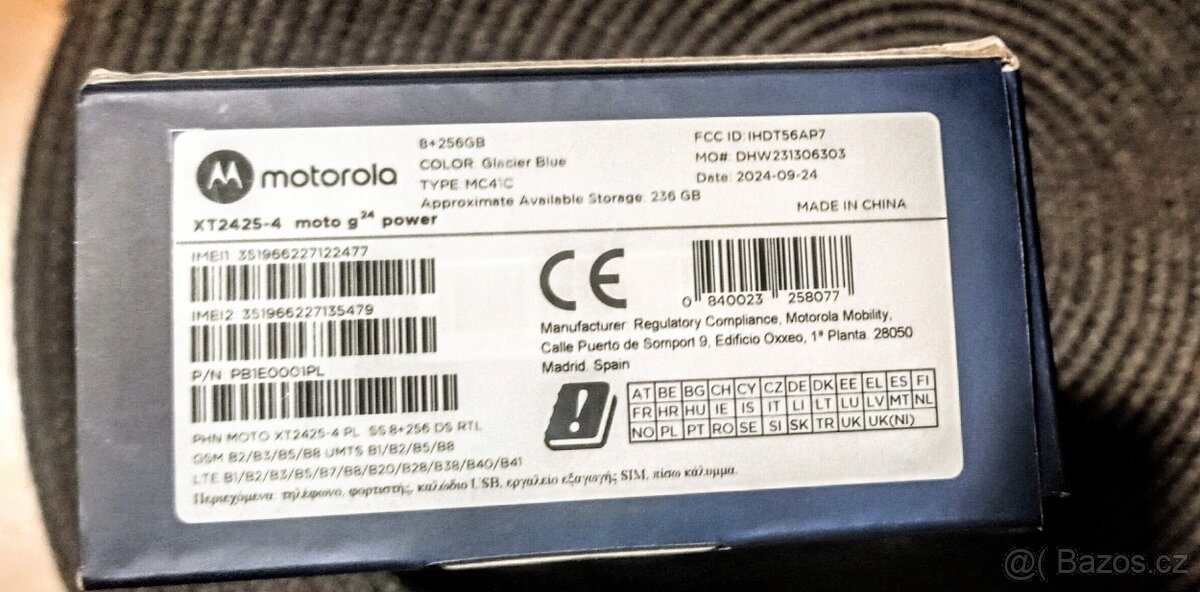 motorola
8+256GB
COLOR: Glacier Blue
TYPE: MC41C
Approximate Available Storage: 236 GB
FCC ID: IHDT56AP7
MO#: DHW231306303
Date: 2024-09-24
MADE IN CHINA
XT2425-4 moto g24 power
IMEI1 351966227122477
IMEI2 351966227135479
P/N PB1E0001PL
PHN MOTO XT2425-4 PL SS 8+256 DS RTL
GSM B2/B3/B5/B8 UMTS B1/B2/B5/B8
LTE B1/B2/B3/B5/B7/B8/B20/B28/B38/B40/B41
Περιεχόμενα: τηλέφωνο, φορτιστής, καλώδιο USB, εργαλείο εξαγωγής SIM, πίσω κάλυμμα.
CE
0 840023 258077
Manufacturer: Regulatory Compliance, Motorola Mobility,
Calle Puerto de Somport 9, Edificio Oxxeo, 1ª Planta. 28050
Madrid. Spain
AT BE BG CH CY CZ DE DK EE EL ES FI
FR HR HU IE IS IT LI LT LU LV MT NL
NO PL PT RO SE SI SK TR UK UK(NI)
@( Bazos.cz